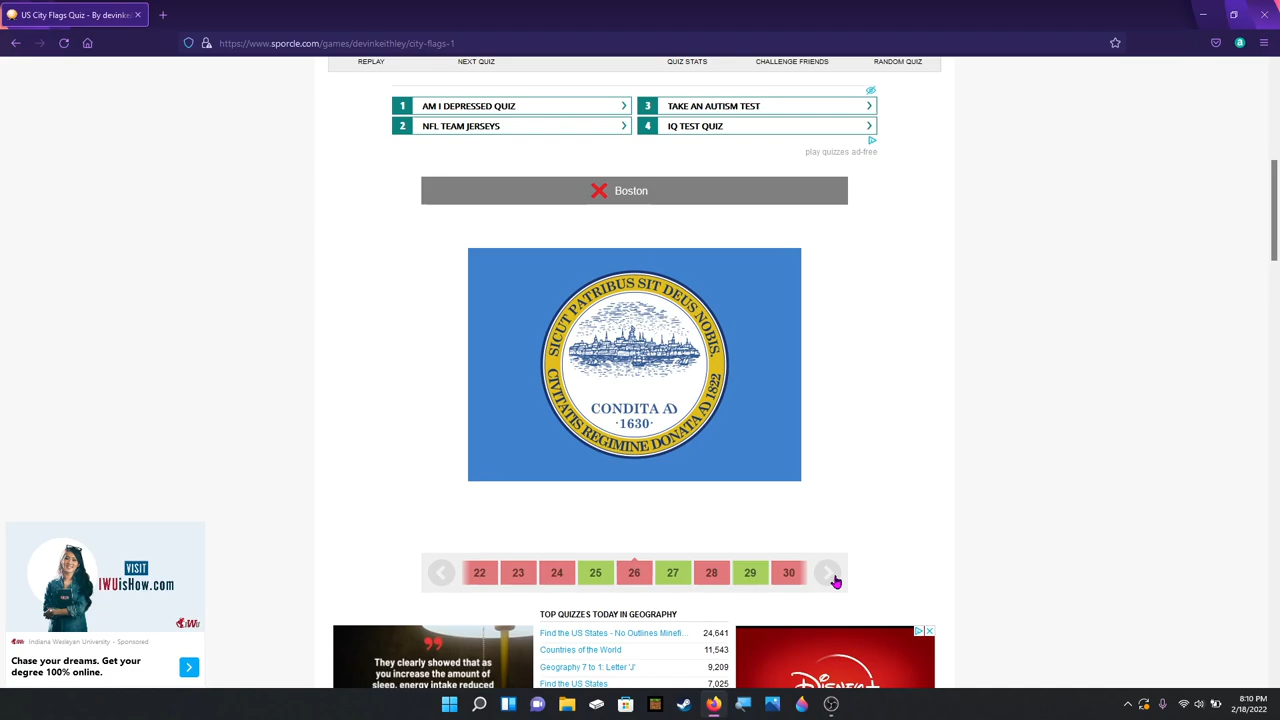 US City Flags Quiz - By devinkei
https://www.sporcle.com/games/devinkeithley/city-flags-1
REPLAY
NEXT QUIZ
QUIZ STATS
CHALLENGE FRIENDS
RANDOM QUIZ
1 AM I DEPRESSED QUIZ
3 TAKE AN AUTISM TEST
2 NFL TEAM JERSEYS
4 IQ TEST QUIZ
play quizzes ad-free
Boston
SICUT PATRIBUS SIT DEUS NOBIS.
CONDITA AD
·1630·
CIVITATIS REGIMINE DONATA AD 1822
22 23 24 25 26 27 28 29 30
VISIT
IWUisHow.com
IWU
IWU Indiana Wesleyan University - Sponsored
Chase your dreams. Get your
degree 100% online.
They clearly showed that as
you increase the amount of
sleep, energy intake reduced
TOP QUIZZES TODAY IN GEOGRAPHY
Find the US States - No Outlines Minefi... 24,641
Countries of the World 11,543
Geography 7 to 1: Letter 'J' 9,209
Find the US States 7,025
DISNEY+
8:10 PM
2/18/2022